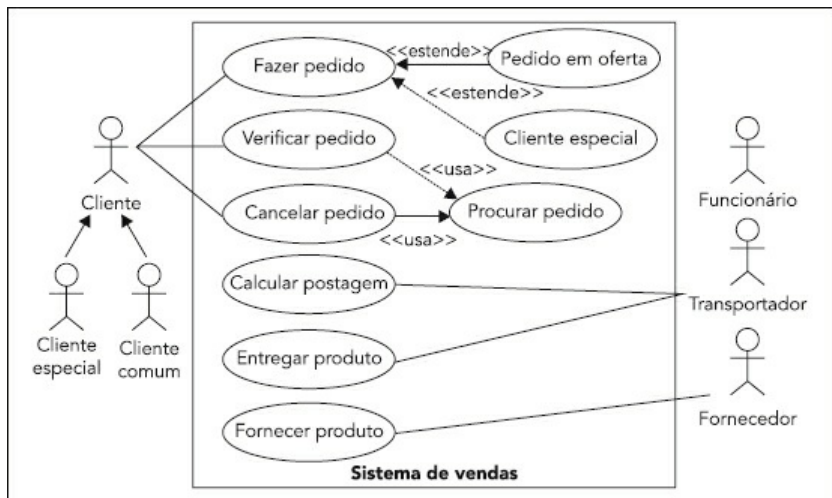 Fazer pedido
<<estende>>
Pedido em oferta
<<estende>>
Verificar pedido
Cliente especial
<<usa>>
Cliente
Cancelar pedido
Procurar pedido
<<usa>>
Funcionário
Calcular postagem
Cliente
especial
Cliente
comum
Transportador
Entregar produto
Fornecer produto
Fornecedor
Sistema de vendas